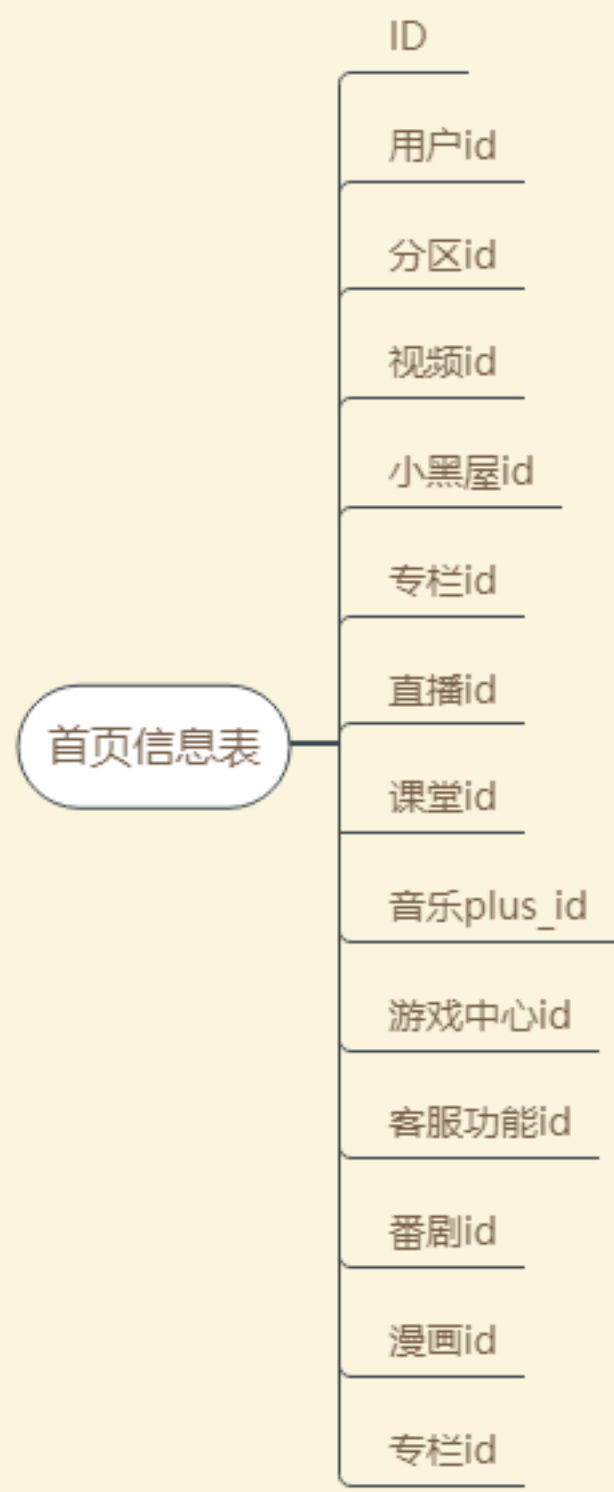 ID
用户id
分区id
视频id
小黑屋id
专栏id
直播id
首页信息表
课堂id
音乐plus_id
游戏中心id
客服功能id
番剧id
漫画id
专栏id